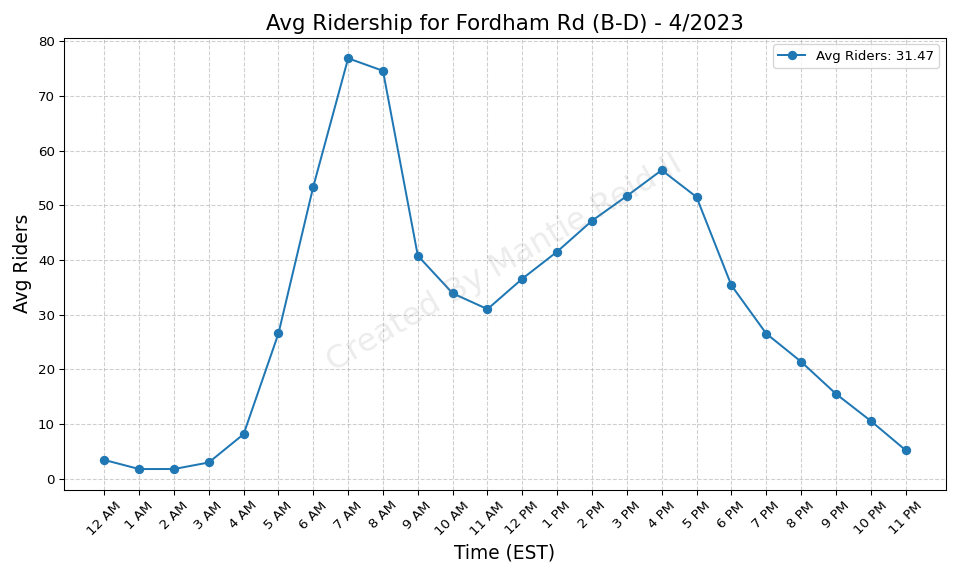 Avg Ridership for Fordham Rd (B-D) - 4/2023
Avg Riders: 31.47
Avg Riders
80
70
60
50
40
30
20
10
0
Created By Mantie Reid II
12 AM
1 AM
2 AM
3 AM
4 AM
5 AM
6 AM
7 AM
8 AM
9 AM
10 AM
11 AM
12 PM
1 PM
2 PM
3 PM
4 PM
5 PM
6 PM
7 PM
8 PM
9 PM
10 PM
11 PM
Time (EST)